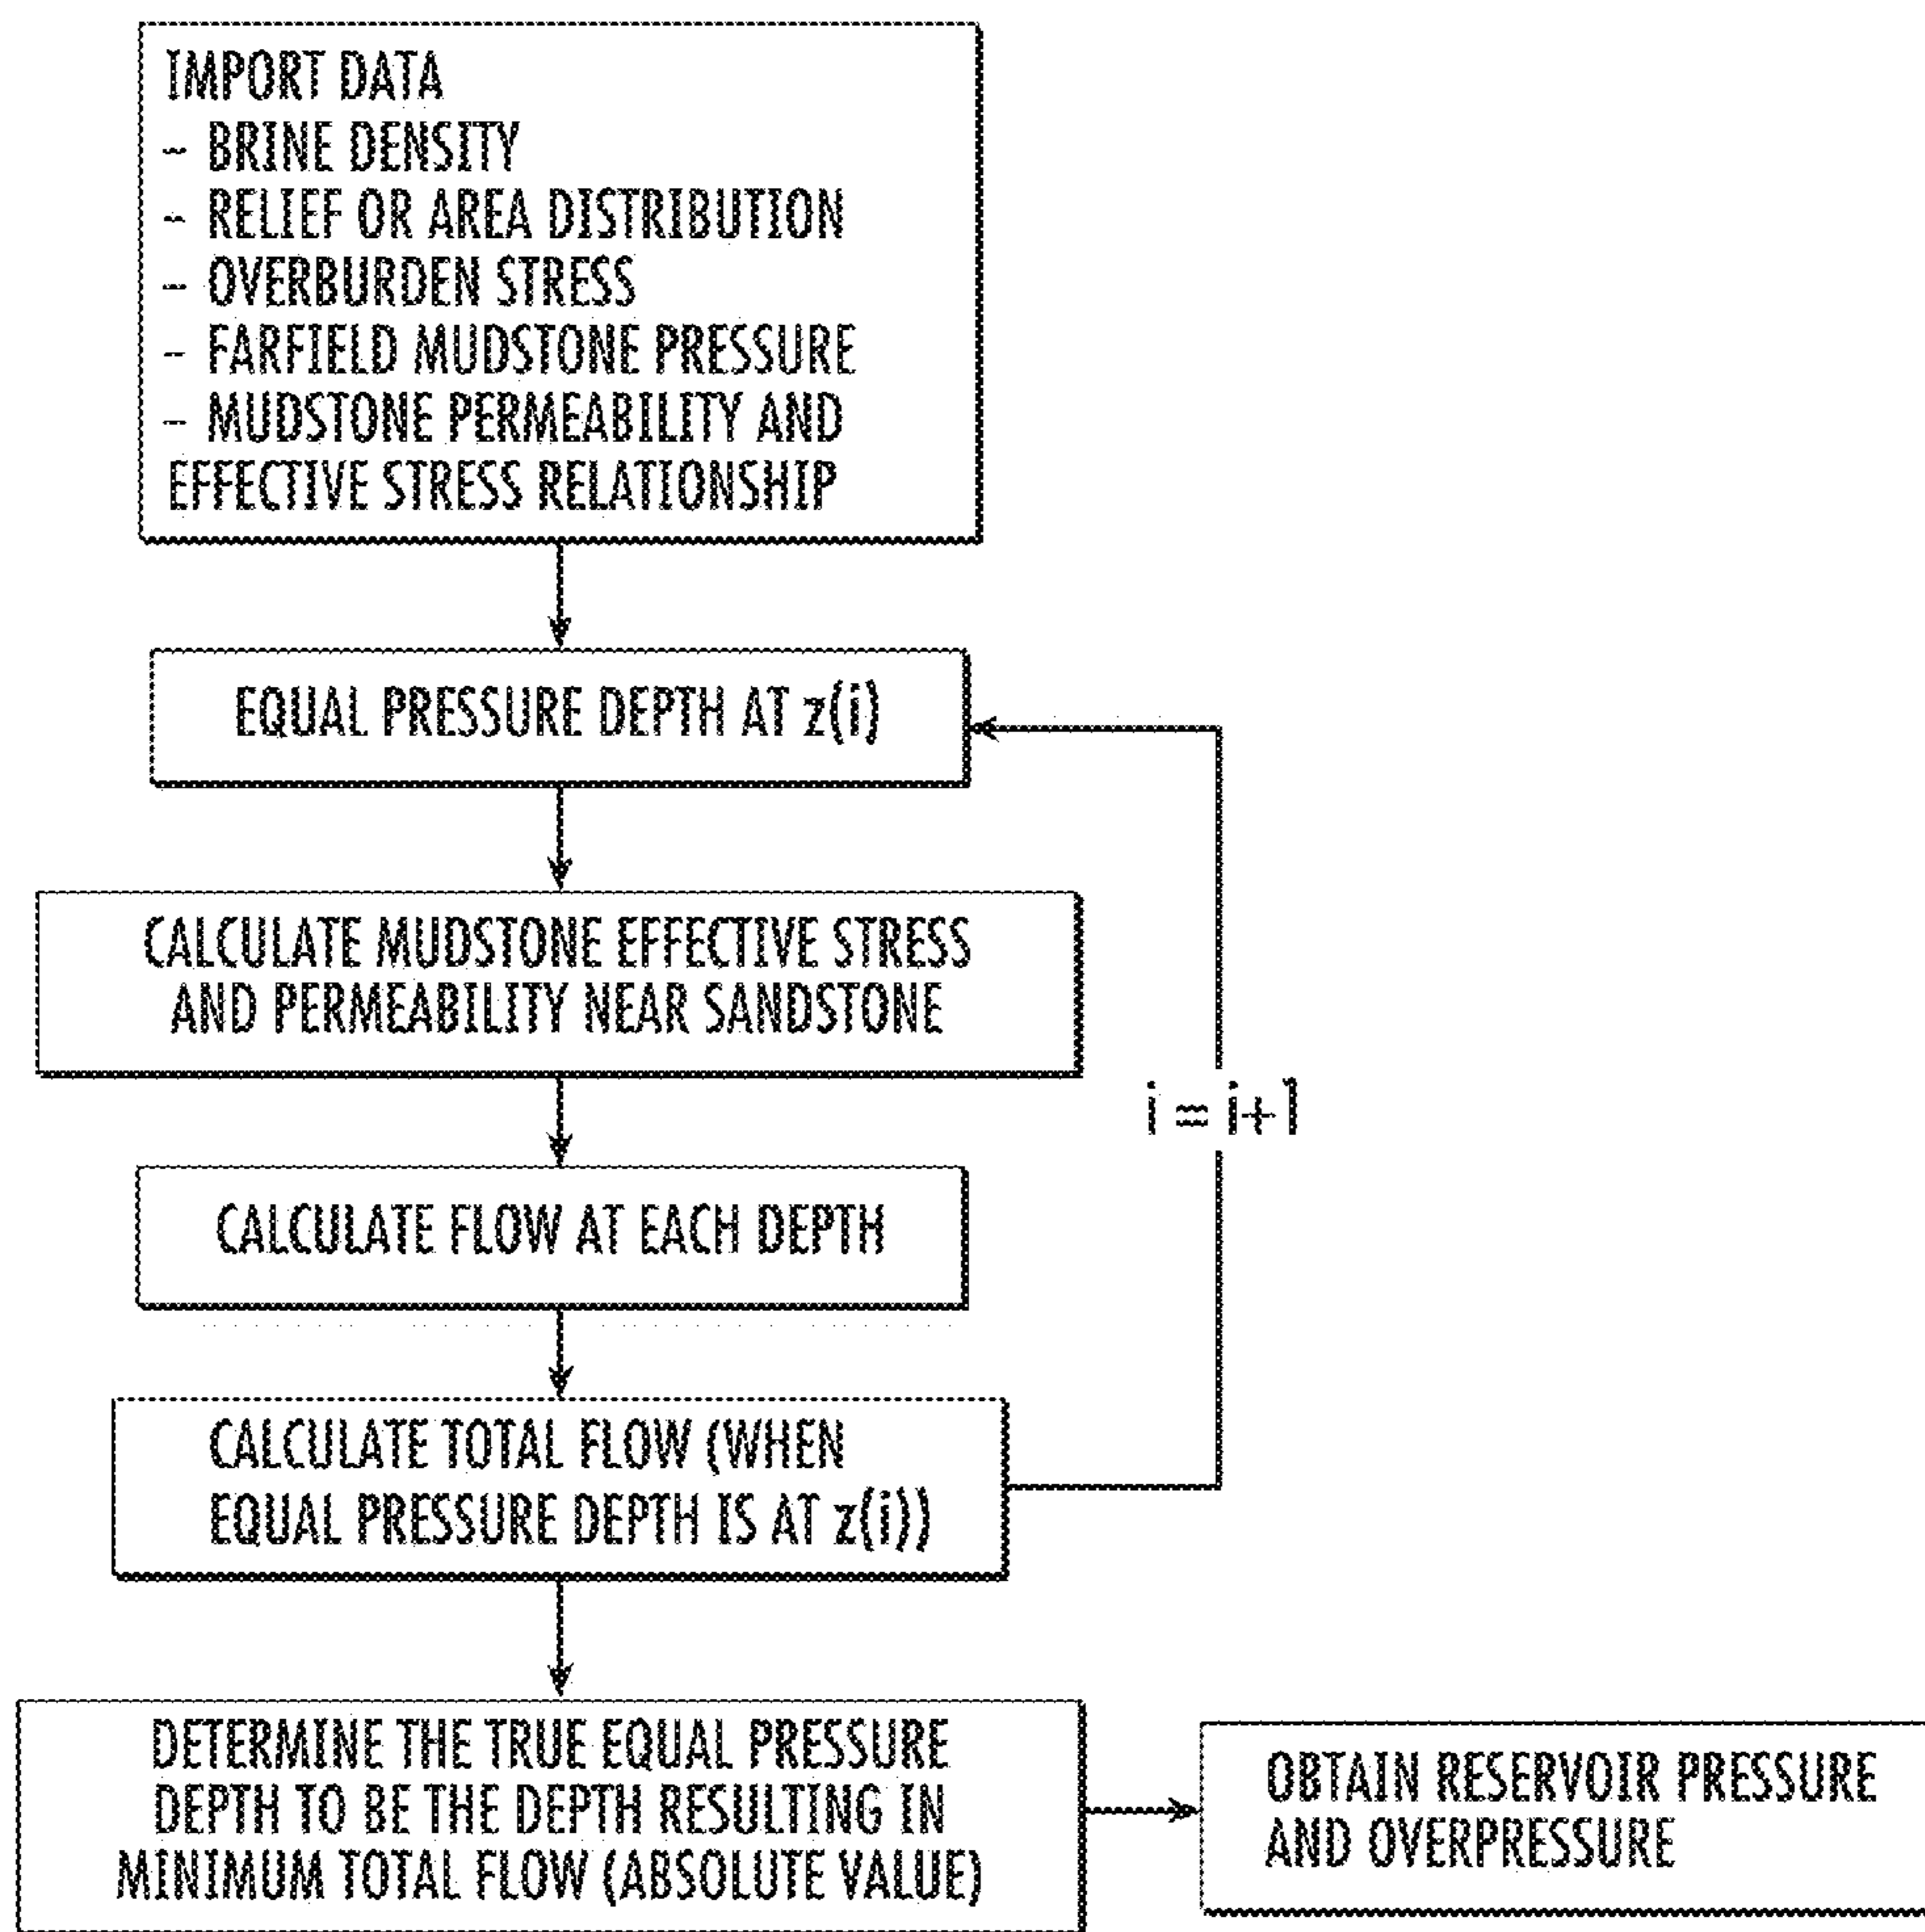 IMPORT DATA
- BRINE DENSITY
- RELIEF OR AREA DISTRIBUTION
- OVERBURDEN STRESS
- FARFIELD MUDSTONE PRESSURE
- MUDSTONE PERMEABILITY AND
EFFECTIVE STRESS RELATIONSHIP
EQUAL PRESSURE DEPTH AT z(i)
CALCULATE MUDSTONE EFFECTIVE STRESS
AND PERMEABILITY NEAR SANDSTONE
i = i+1
CALCULATE FLOW AT EACH DEPTH
CALCULATE TOTAL FLOW (WHEN
EQUAL PRESSURE DEPTH IS AT z(i))
DETERMINE THE TRUE EQUAL PRESSURE
DEPTH TO BE THE DEPTH RESULTING IN
MINIMUM TOTAL FLOW (ABSOLUTE VALUE)
OBTAIN RESERVOIR PRESSURE
AND OVERPRESSURE